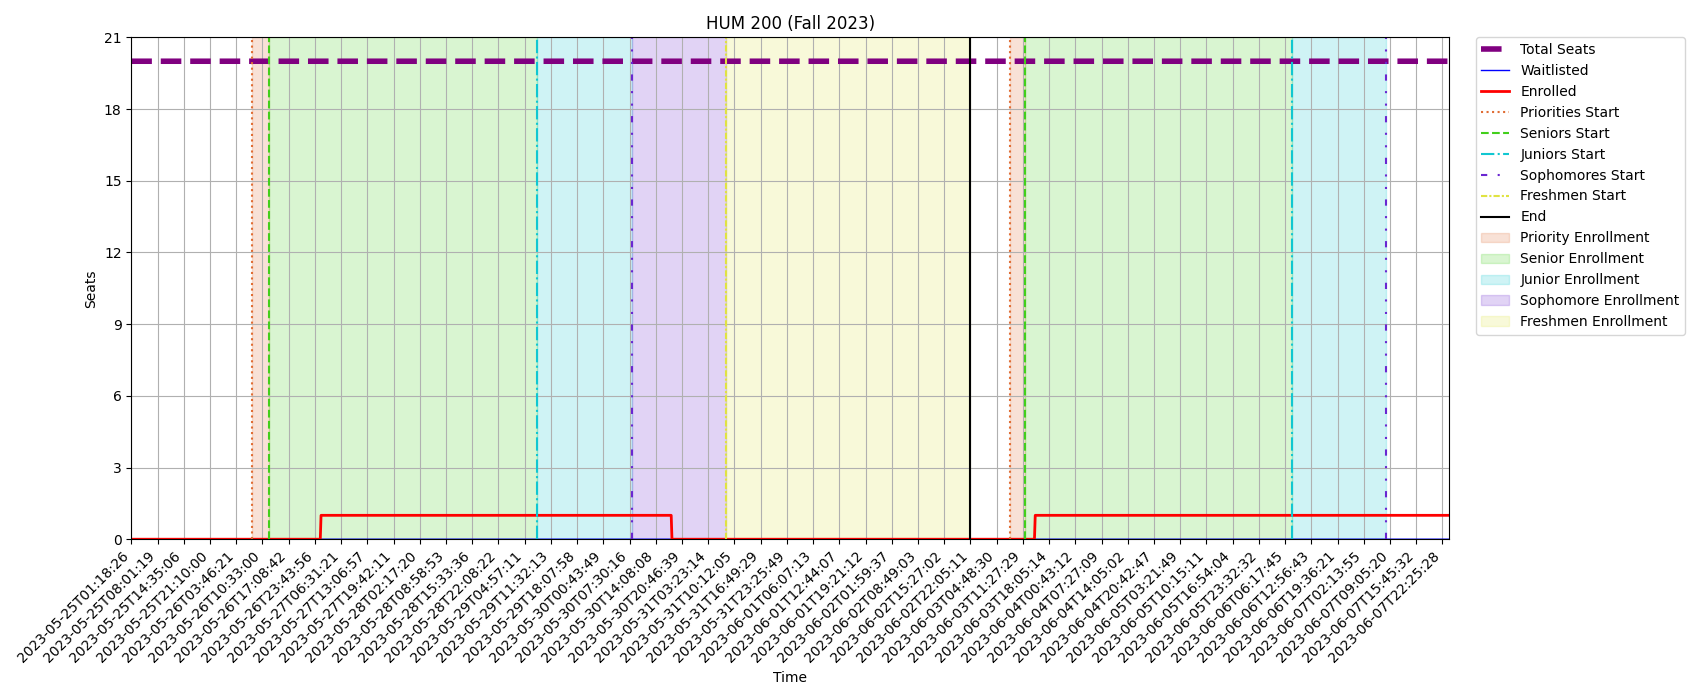 HUM 200 (Fall 2023)
21
18
15
12
9
6
3
0
Seats
2023-05-25T01:18:26
2023-05-25T08:01:19
2023-05-25T14:35:06
2023-05-25T21:10:00
2023-05-26T03:46:21
2023-05-26T10:33:00
2023-05-26T17:08:42
2023-05-26T23:43:56
2023-05-27T06:31:21
2023-05-27T13:06:57
2023-05-27T19:42:11
2023-05-28T02:17:20
2023-05-28T08:58:53
2023-05-28T15:33:36
2023-05-28T22:08:22
2023-05-29T04:57:11
2023-05-29T11:32:13
2023-05-29T18:07:58
2023-05-30T00:43:49
2023-05-30T07:30:16
2023-05-30T14:08:08
2023-05-30T20:46:39
2023-05-31T03:23:14
2023-05-31T10:12:05
2023-05-31T16:49:29
2023-05-31T23:25:49
2023-06-01T06:07:13
2023-06-01T12:44:07
2023-06-01T19:21:12
2023-06-02T01:59:37
2023-06-02T08:49:03
2023-06-02T15:27:02
2023-06-02T22:05:11
2023-06-03T04:48:30
2023-06-03T11:27:29
2023-06-03T18:05:14
2023-06-04T00:43:12
2023-06-04T07:27:09
2023-06-04T14:05:02
2023-06-04T20:42:47
2023-06-05T03:21:49
2023-06-05T10:15:11
2023-06-05T16:54:04
2023-06-05T23:32:32
2023-06-06T06:17:45
2023-06-06T12:56:43
2023-06-06T19:36:21
2023-06-07T02:13:55
2023-06-07T09:05:20
2023-06-07T15:45:32
2023-06-07T22:25:28
Time
Total Seats
Waitlisted
Enrolled
Priorities Start
Seniors Start
Juniors Start
Sophomores Start
Freshmen Start
End
Priority Enrollment
Senior Enrollment
Junior Enrollment
Sophomore Enrollment
Freshmen Enrollment